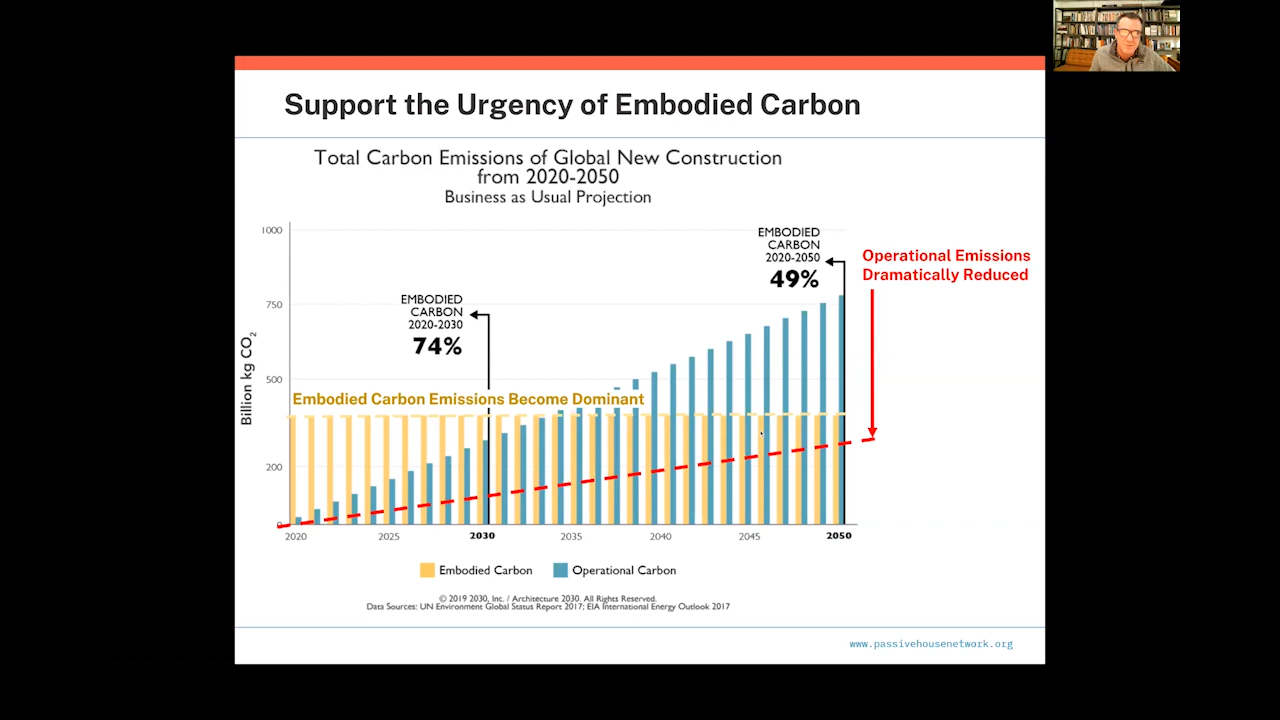 Support the Urgency of Embodied Carbon
Total Carbon Emissions of Global New Construction
from 2020-2050
Business as Usual Projection
1000
750
500
200
0
Billion kg CO2
EMBODIED
CARBON
2020-2030
74%
EMBODIED
CARBON
2020-2050
49%
Operational Emissions
Dramatically Reduced
Embodied Carbon Emissions Become Dominant
2020
2025
2030
2035
2040
2045
2050
Embodied Carbon
Operational Carbon
© 2019 2030, Inc. / Architecture 2030. All Rights Reserved.
Data Sources: UN Environment Global Status Report 2017; EIA International Energy Outlook 2017
www.passivehousenetwork.org